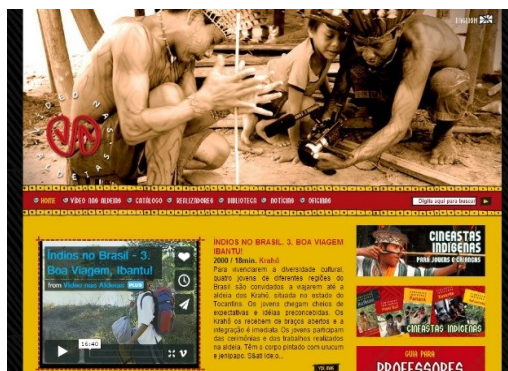 ENGLISH
VÍDEO NAS ALDEIAS
HOME VÍDEO NAS ALDEIAS CATÁLOGO REALIZADORES BIBLIOTECA NOTÍCIAS OFICINAS Digite aqui para buscar
Índios no Brasil - 3.
Boa Viagem, Ibantu!
from Vídeo nas Aldeias PLUS
16:40
ÍNDIOS NO BRASIL. 3. BOA VIAGEM
IBANTU!
2000 / 18min. Krahô
Para vivenciarem a diversidade cultural,
quatro jovens de diferentes regiões do
Brasil são convidados a viajarem até a
aldeia dos Krahô, situada no estado do
Tocantins. Os jovens chegam cheios de
expectativas e idéias preconcebidas. Os
Krahô os recebem de braços abertos e a
integração é imediata. Os jovens participam
das cerimônias e dos trabalhos realizados
na aldeia. Têm o corpo pintado com urucum
e jenipapo.
VER MAIS
CINEASTAS
INDÍGENAS
PARA JOVENS E CRIANÇAS
CINEASTAS INDÍGENAS
GUIA PARA
PROFESSORES